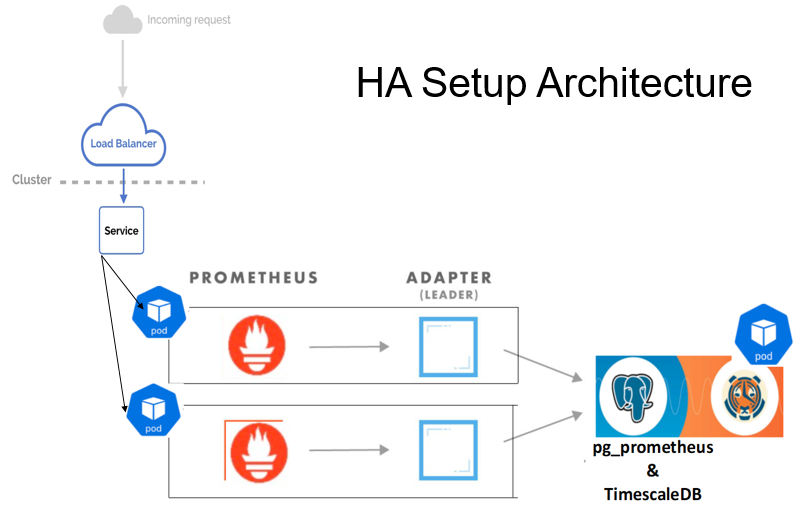 Incoming request
HA Setup Architecture
Load Balancer
Cluster
Service
PROMETHEUS
ADAPTER
(LEADER)
pod
pod
pod
pg_prometheus
&
TimescaleDB